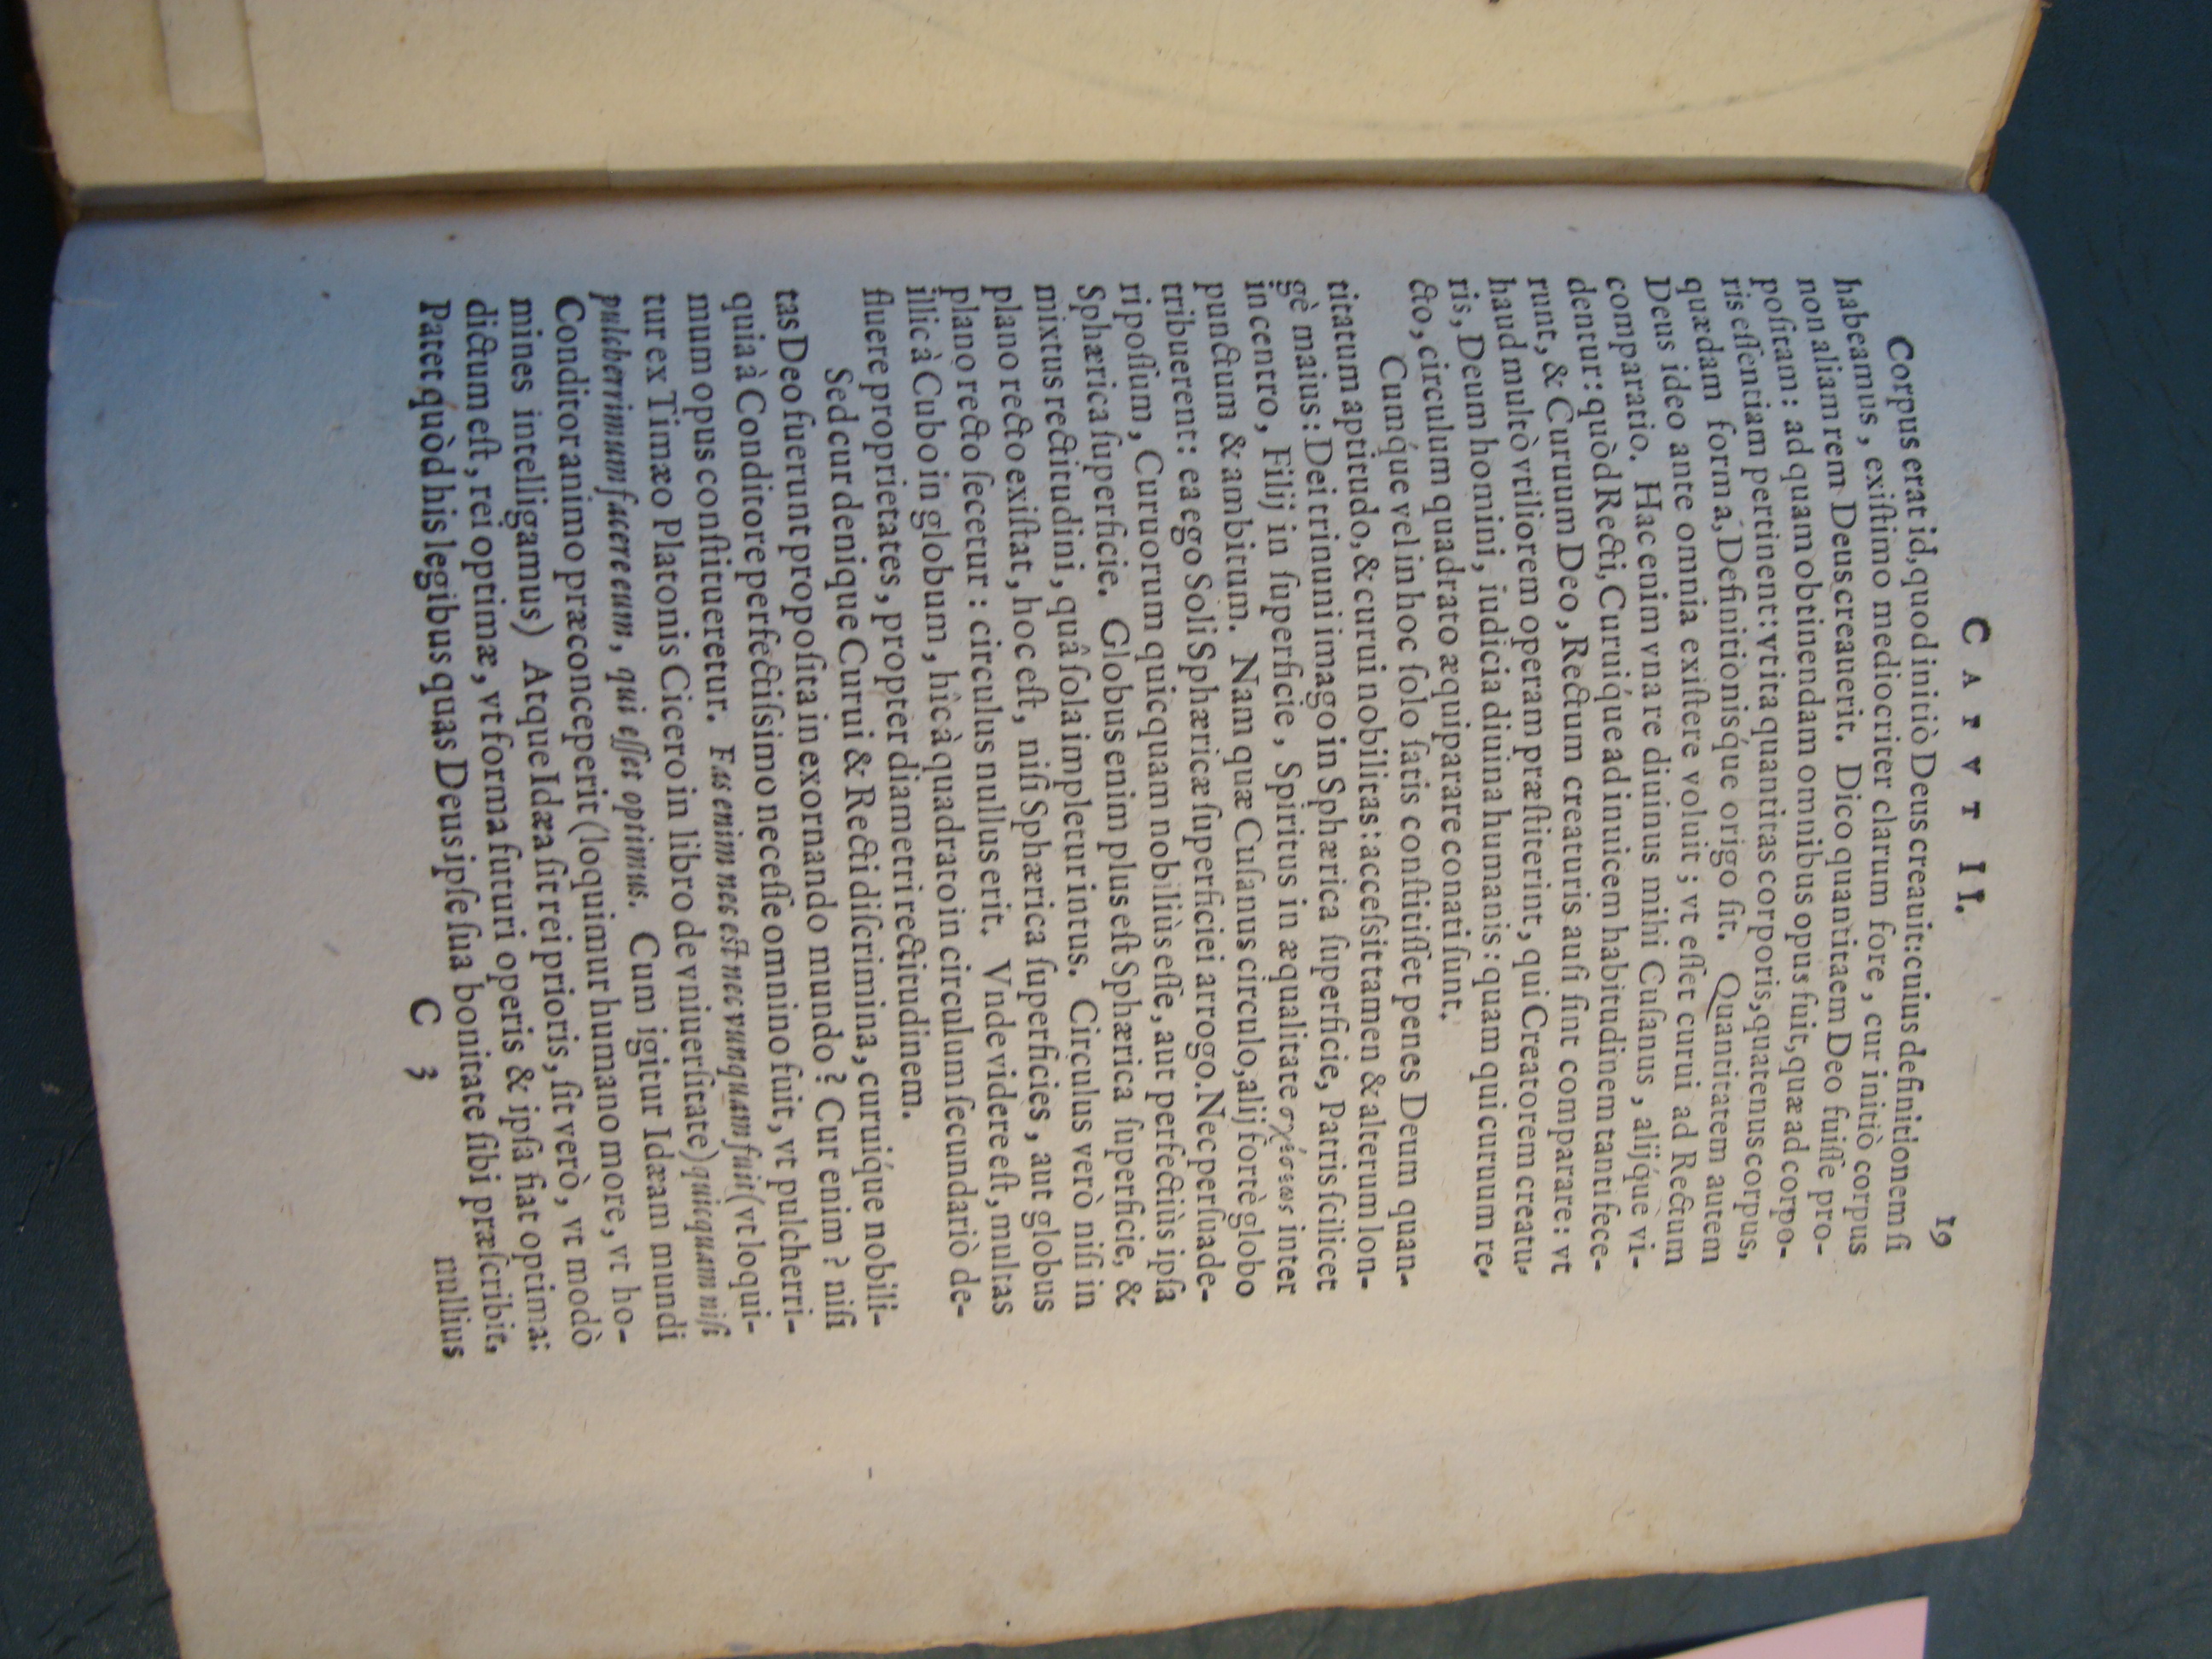 CAPVT II. 19
Corpus erat id, quod initiò Deus creauit: cuius definitionem ſi
habeamus, exiſtimo mediocriter clarum fore, cur initiò corpus
non aliam rem Deus creauerit. Dico quantitaem Deo fuiſſe pro-
poſitam: ad quam obtinendam omnibus opus fuit, quæ ad corpo-
ris eſſentiam pertinent: vt ita quantitas corporis, quatenus corpus,
quædam forma, Definitionisq́ue origo ſit. Quantitatem autem
Deus ideo ante omnia exiſtere voluit; vt eſſet curui ad Rectum
comparatio. Hac enim vna re diuinus mihi Cuſanus, alijq́ue vi-
dentur: quòd Recti, Curuiq́ue ad inuicem habitudinem tanti fece-
runt, & Curuum Deo, Rectum creaturis auſi ſint comparare: vt
haud multò vtiliorem operam præſtiterint, qui Creatorem creatu-
ris, Deum homini, iudicia diuina humanis: quam qui curuum re-
cto, circulum quadrato æquiparare conati ſunt.
Cumq́ue vel in hoc ſolo ſatis conſtitiſſet penes Deum quan-
titatum aptitudo, & curui nobilitas: acceſsit tamen & alterum lon-
gè maius: Dei trinuni imago in Sphærica ſuperficie, Patris ſcilicet
in centro, Filij in ſuperficie, Spiritus in æqualitate σχέσεως inter
punctum & ambitum. Nam quæ Cuſanus circulo, alij fortè globo
tribuerent: ea ego Soli Sphæricæ ſuperficiei arrogo. Nec perſuade-
ri poſſum, Curuorum quicquam nobiliùs eſſe, aut perfectiùs ipſa
Sphærica ſuperficie. Globus enim plus eſt Sphærica ſuperficie, &
mixtus rectitudini, quâ ſola impletur intus. Circulus verò niſi in
plano recto exiſtat, hoc eſt, niſi Sphærica ſuperficies, aut globus
plano recto ſecetur: circulus nullus erit. Vnde videre eſt, multas
illic à Cubo in globum, hîc à quadrato in circulum ſecundariò de-
fluere proprietates, propter diametri rectitudinem.
Sed cur denique Curui & Recti diſcrimina, curuiq́ue nobili-
tas Deo fuerunt propoſita in exornando mundo? Cur enim? niſi
quia à Conditore perfectiſsimo neceſſe omnino fuit, vt pulcherri-
mum opus conſtitueretur. Fas enim nec eſt nec vunquam fuit (vt loqui-
tur ex Timæo Platonis Cicero in libro de vniuerſitate) quicquam niſi
pulcherrimum facere eum, qui eſſet optimus. Cum igitur Idæam mundi
Conditor animo præconceperit (loquimur humano more, vt ho-
mines intelligamus) Atque Idæa ſit rei prioris, ſit verò, vt modò
dictum eſt, rei optimæ, vt forma futuri operis & ipſa fiat optima:
Patet quòd his legibus quas Deus ipſe ſua bonitate ſibi præſcribit,
C 3 nullius